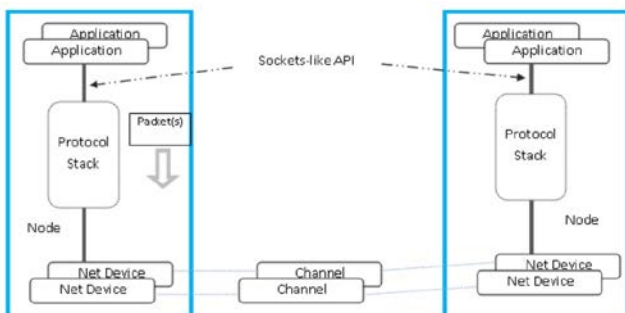 Application
Application
Sockets-like API
Packet(s)
Protocol
Stack
Node
Net Device
Net Device
Channel
Channel
Application
Application
Protocol
Stack
Node
Net Device
Net Device